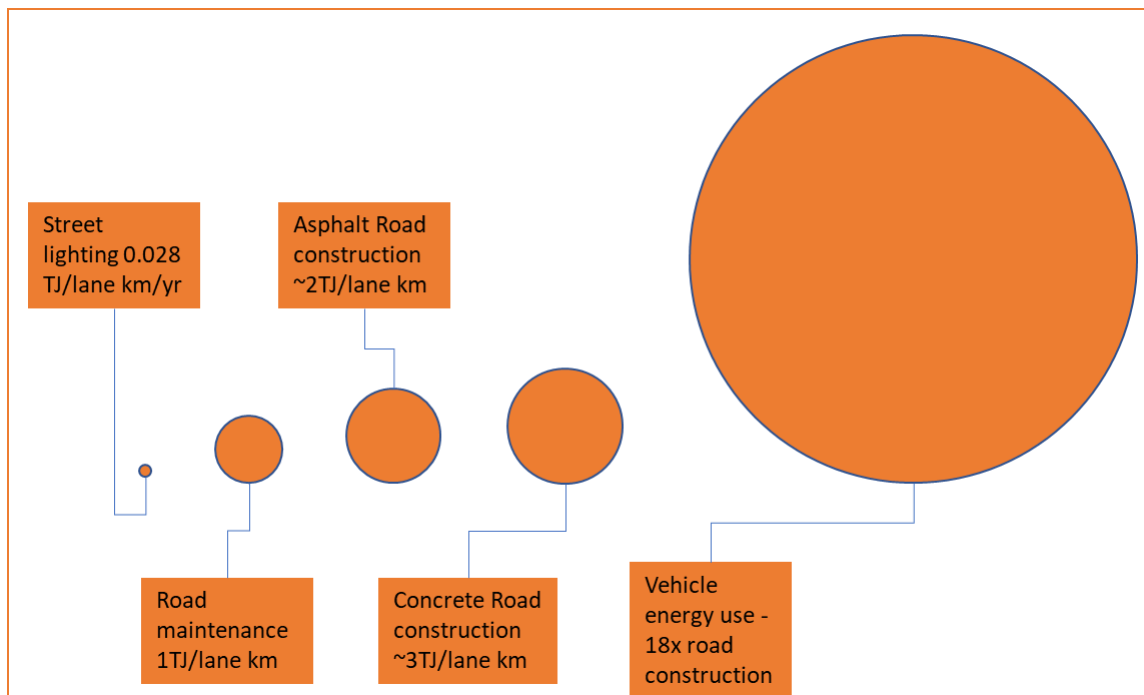 Street
lighting 0.028
TJ/lane km/yr
Asphalt Road
construction
~2TJ/lane km
Road
maintenance
1TJ/lane km
Concrete Road
construction
~3TJ/lane km
Vehicle
energy use -
18x road
construction